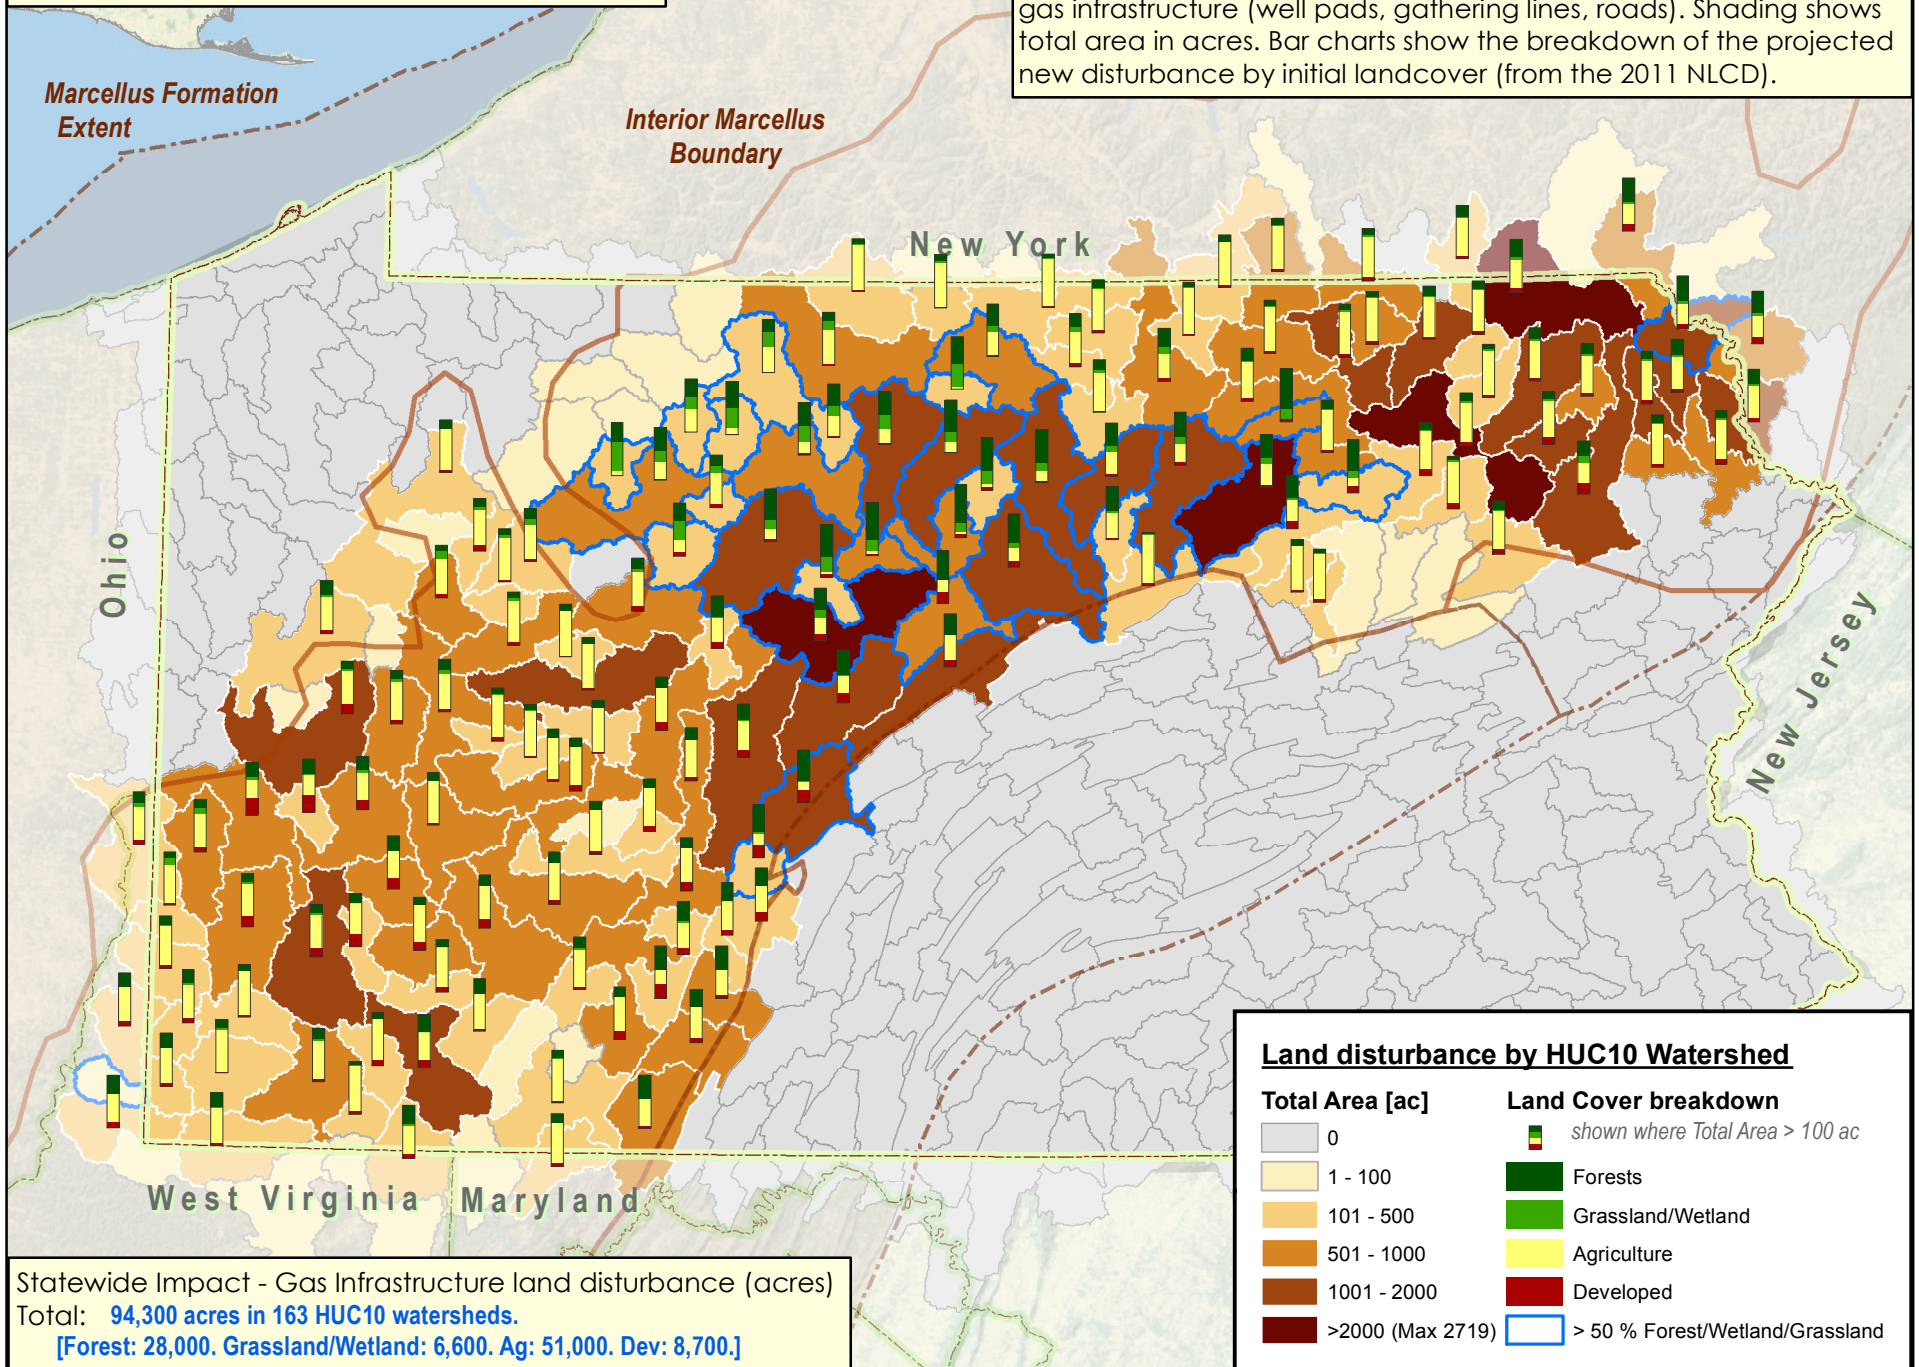 gas infrastructure (well pads, gathering lines, roads). Shading shows
total area in acres. Bar charts show the breakdown of the projected
new disturbance by initial landcover (from the 2011 NLCD).
Marcellus Formation
Extent
Interior Marcellus
Boundary
New York
Ohio
New Jersey
West Virginia
Maryland
Land disturbance by HUC10 Watershed
Total Area [ac]
0
1 - 100
101 - 500
501 - 1000
1001 - 2000
>2000 (Max 2719)
Land Cover breakdown
shown where Total Area > 100 ac
Forests
Grassland/Wetland
Agriculture
Developed
> 50 % Forest/Wetland/Grassland
Statewide Impact - Gas Infrastructure land disturbance (acres)
Total: 94,300 acres in 163 HUC10 watersheds.
[Forest: 28,000. Grassland/Wetland: 6,600. Ag: 51,000. Dev: 8,700.]